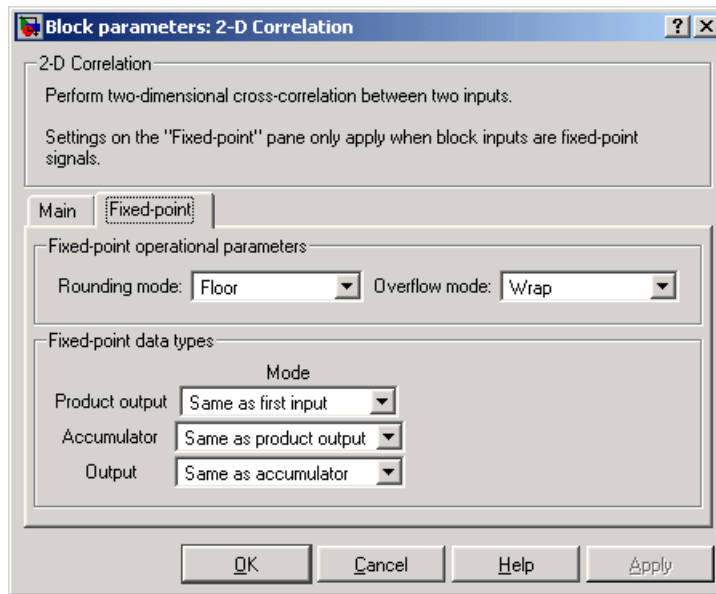 Block parameters: 2-D Correlation
2-D Correlation
Perform two-dimensional cross-correlation between two inputs.
Settings on the "Fixed-point" pane only apply when block inputs are fixed-point
signals.
Main Fixed-point
Fixed-point operational parameters
Rounding mode: Floor Overflow mode: Wrap
Fixed-point data types
Mode
Product output Same as first input
Accumulator Same as product output
Output Same as accumulator
OK Cancel Help Apply